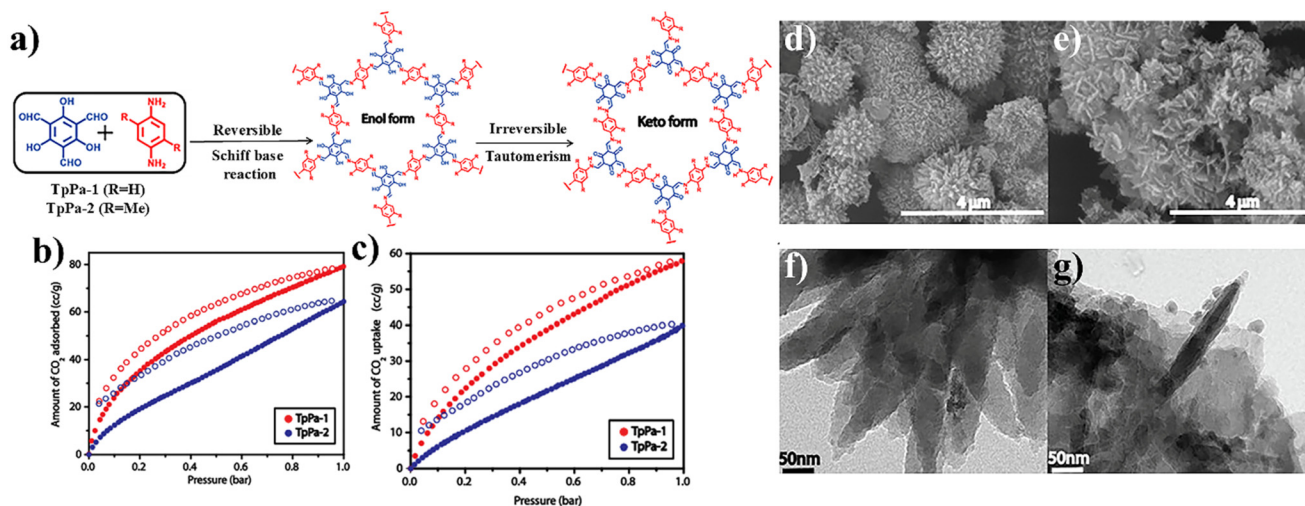 a)
OH
OHC
CHO
HO
OH
CHO
+
NH2
R
R
NH2
TpPa-1 (R=H)
TpPa-2 (R=Me)
Reversible
Schiff base
reaction
Enol form
Irreversible
Tautomerism
Keto form
b)
Amount of CO2 adsorbed (cc/g)
80
60
40
20
0
0.0 0.2 0.4 0.6 0.8 1.0
Pressure (bar)
TpPa-1
TpPa-2
c)
Amount of CO2 uptake (cc/g)
60
50
40
30
20
10
0
0.0 0.2 0.4 0.6 0.8 1.0
Pressure (bar)
TpPa-1
TpPa-2
d)
4 μm
e)
4 μm
f)
50nm
g)
50nm